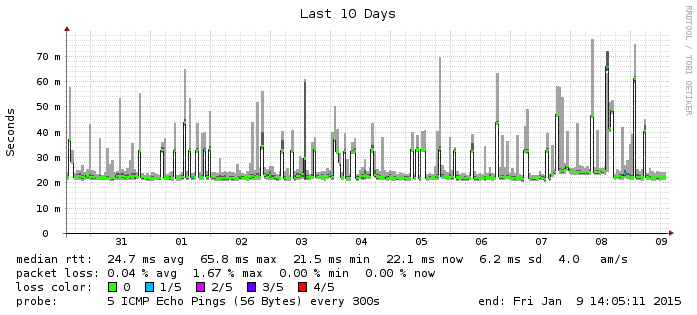 Last 10 Days
RRDTOOL / TOBI OETIKER
Seconds
70 m
60 m
50 m
40 m
30 m
20 m
10 m
0
31 01 02 03 04 05 06 07 08 09
median rtt: 24.7 ms avg 65.8 ms max 21.5 ms min 22.1 ms now 6.2 ms sd 4.0 am/s
packet loss: 0.04 % avg 1.67 % max 0.00 % min 0.00 % now
loss color: 0 1/5 2/5 3/5 4/5
probe: 5 ICMP Echo Pings (56 Bytes) every 300s end: Fri Jan 9 14:05:11 2015